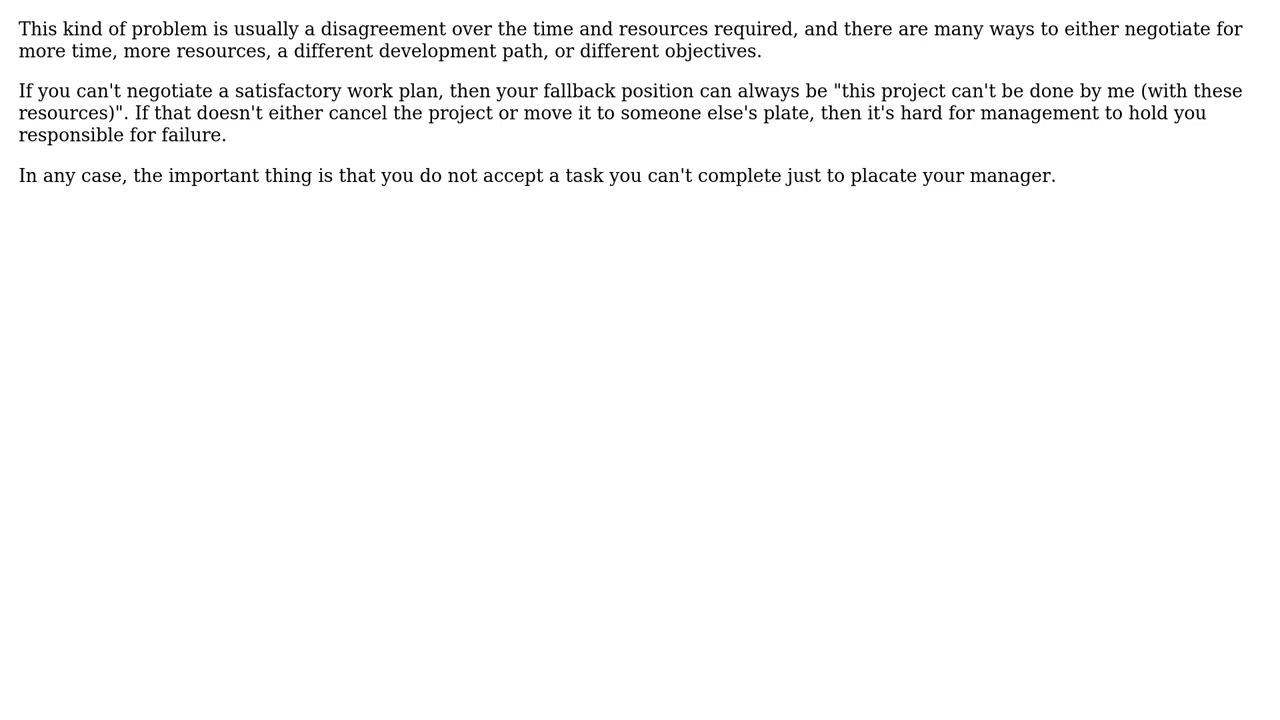 This kind of problem is usually a disagreement over the time and resources required, and there are many ways to either negotiate for
more time, more resources, a different development path, or different objectives.
If you can't negotiate a satisfactory work plan, then your fallback position can always be "this project can't be done by me (with these
resources)". If that doesn't either cancel the project or move it to someone else's plate, then it's hard for management to hold you
responsible for failure.
In any case, the important thing is that you do not accept a task you can't complete just to placate your manager.